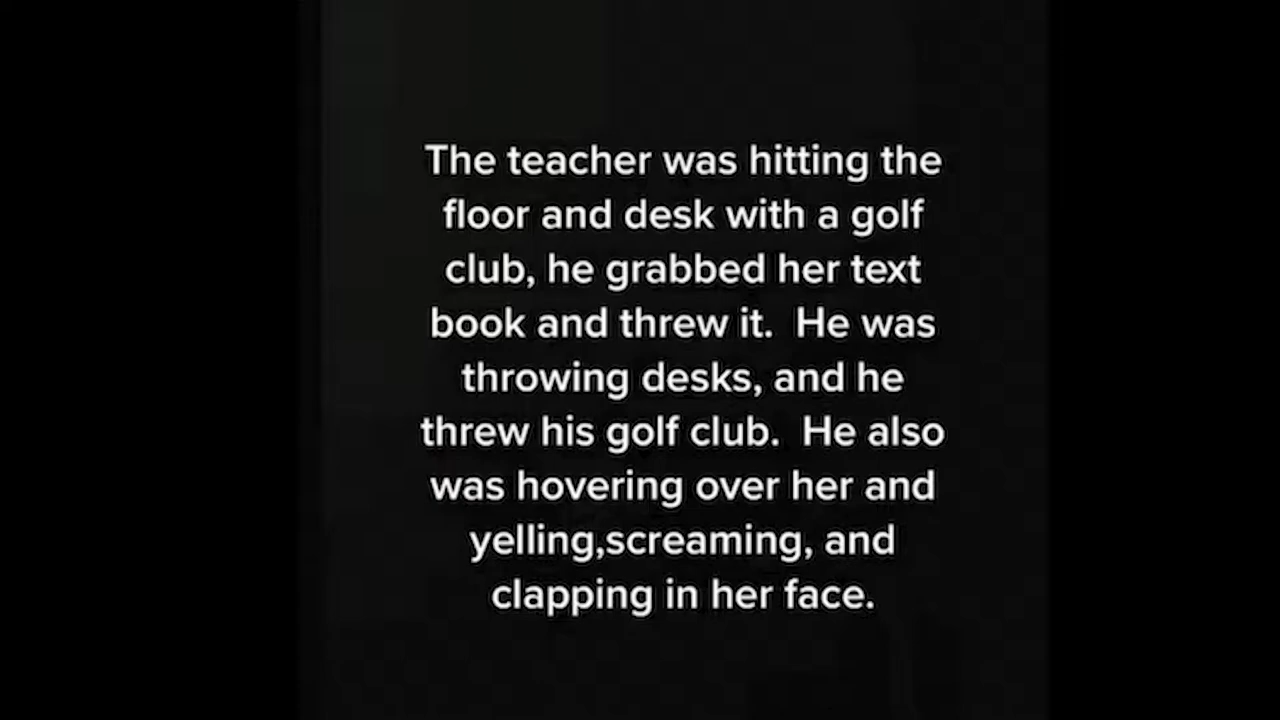 The teacher was hitting the
floor and desk with a golf
club, he grabbed her text
book and threw it.  He was
throwing desks, and he
threw his golf club.  He also
was hovering over her and
yelling,screaming, and
clapping in her face.